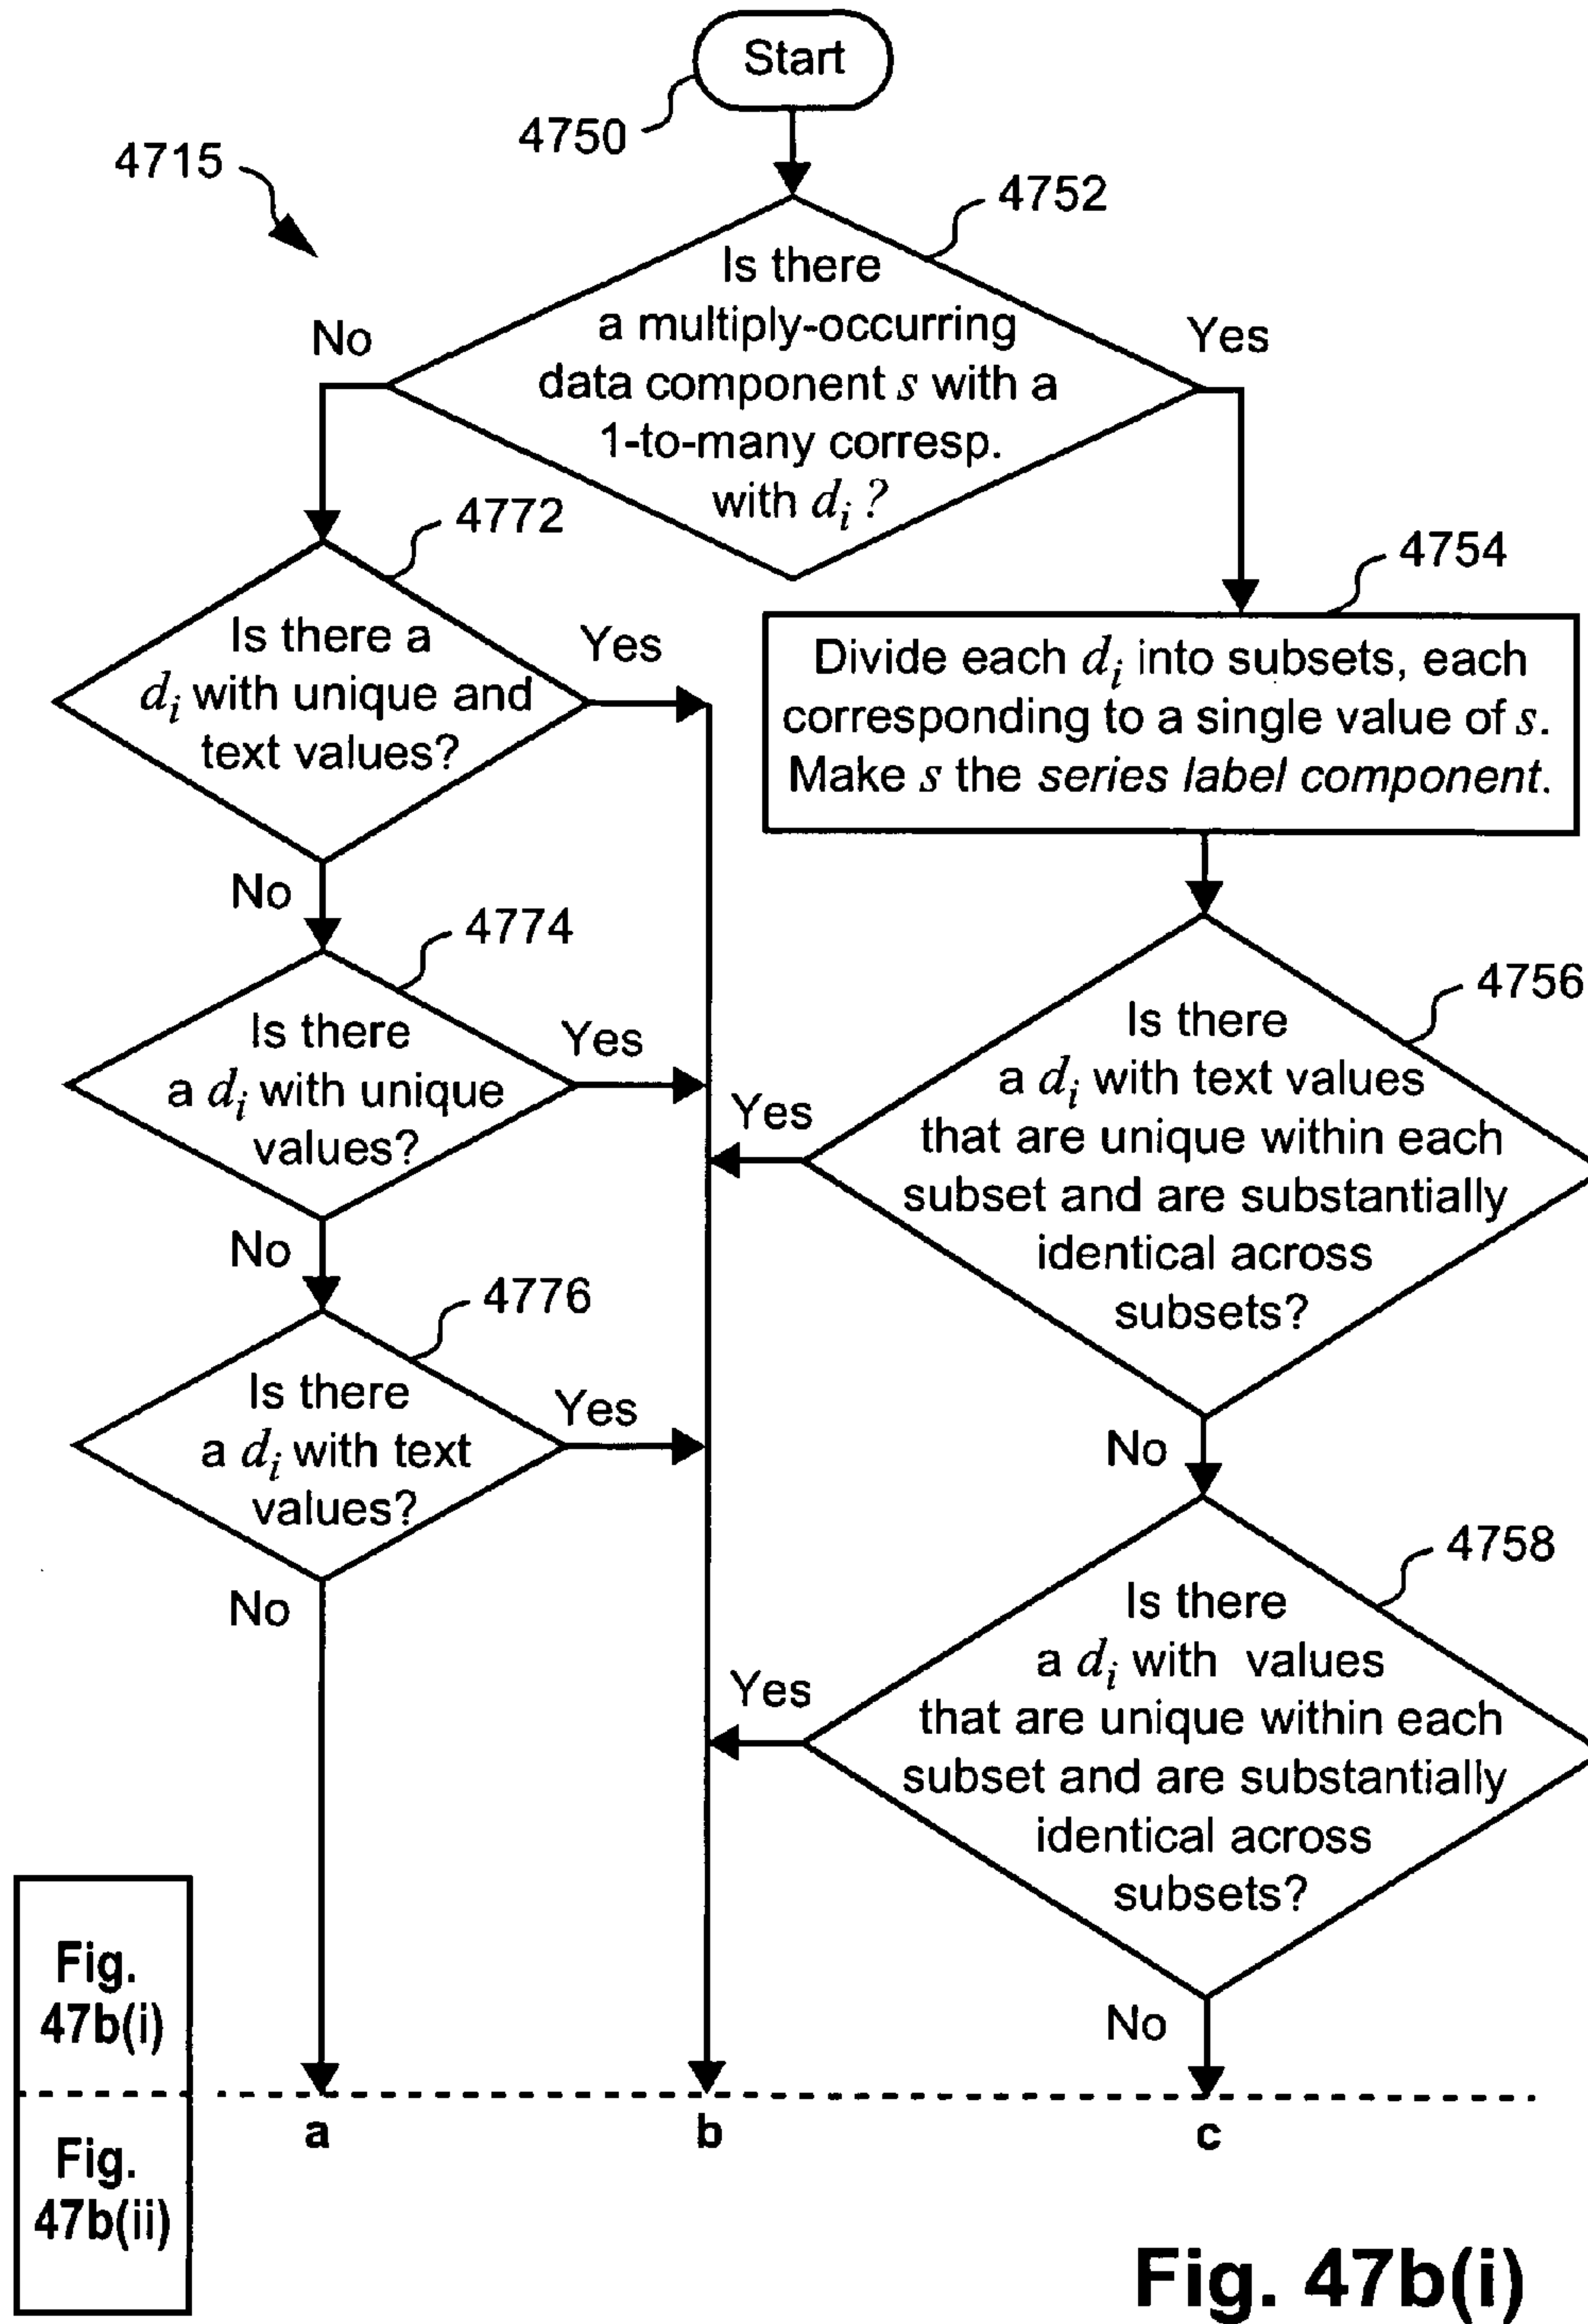 Start
4750
4715
4752
Is there
a multiply-occurring
data component s with a
1-to-many corresp.
with di ?
No
Yes
4772
Is there a
di with unique and
text values?
Yes
No
4754
Divide each di into subsets, each
corresponding to a single value of s.
Make s the series label component.
4774
Is there
a di with unique
values?
Yes
No
4756
Is there
a di with text values
that are unique within each
subset and are substantially
identical across
subsets?
Yes
No
4776
Is there
a di with text
values?
Yes
No
4758
Is there
a di with values
that are unique within each
subset and are substantially
identical across
subsets?
Yes
No
Fig.
47b(i)
Fig.
47b(ii)
a
b
c
Fig. 47b(i)